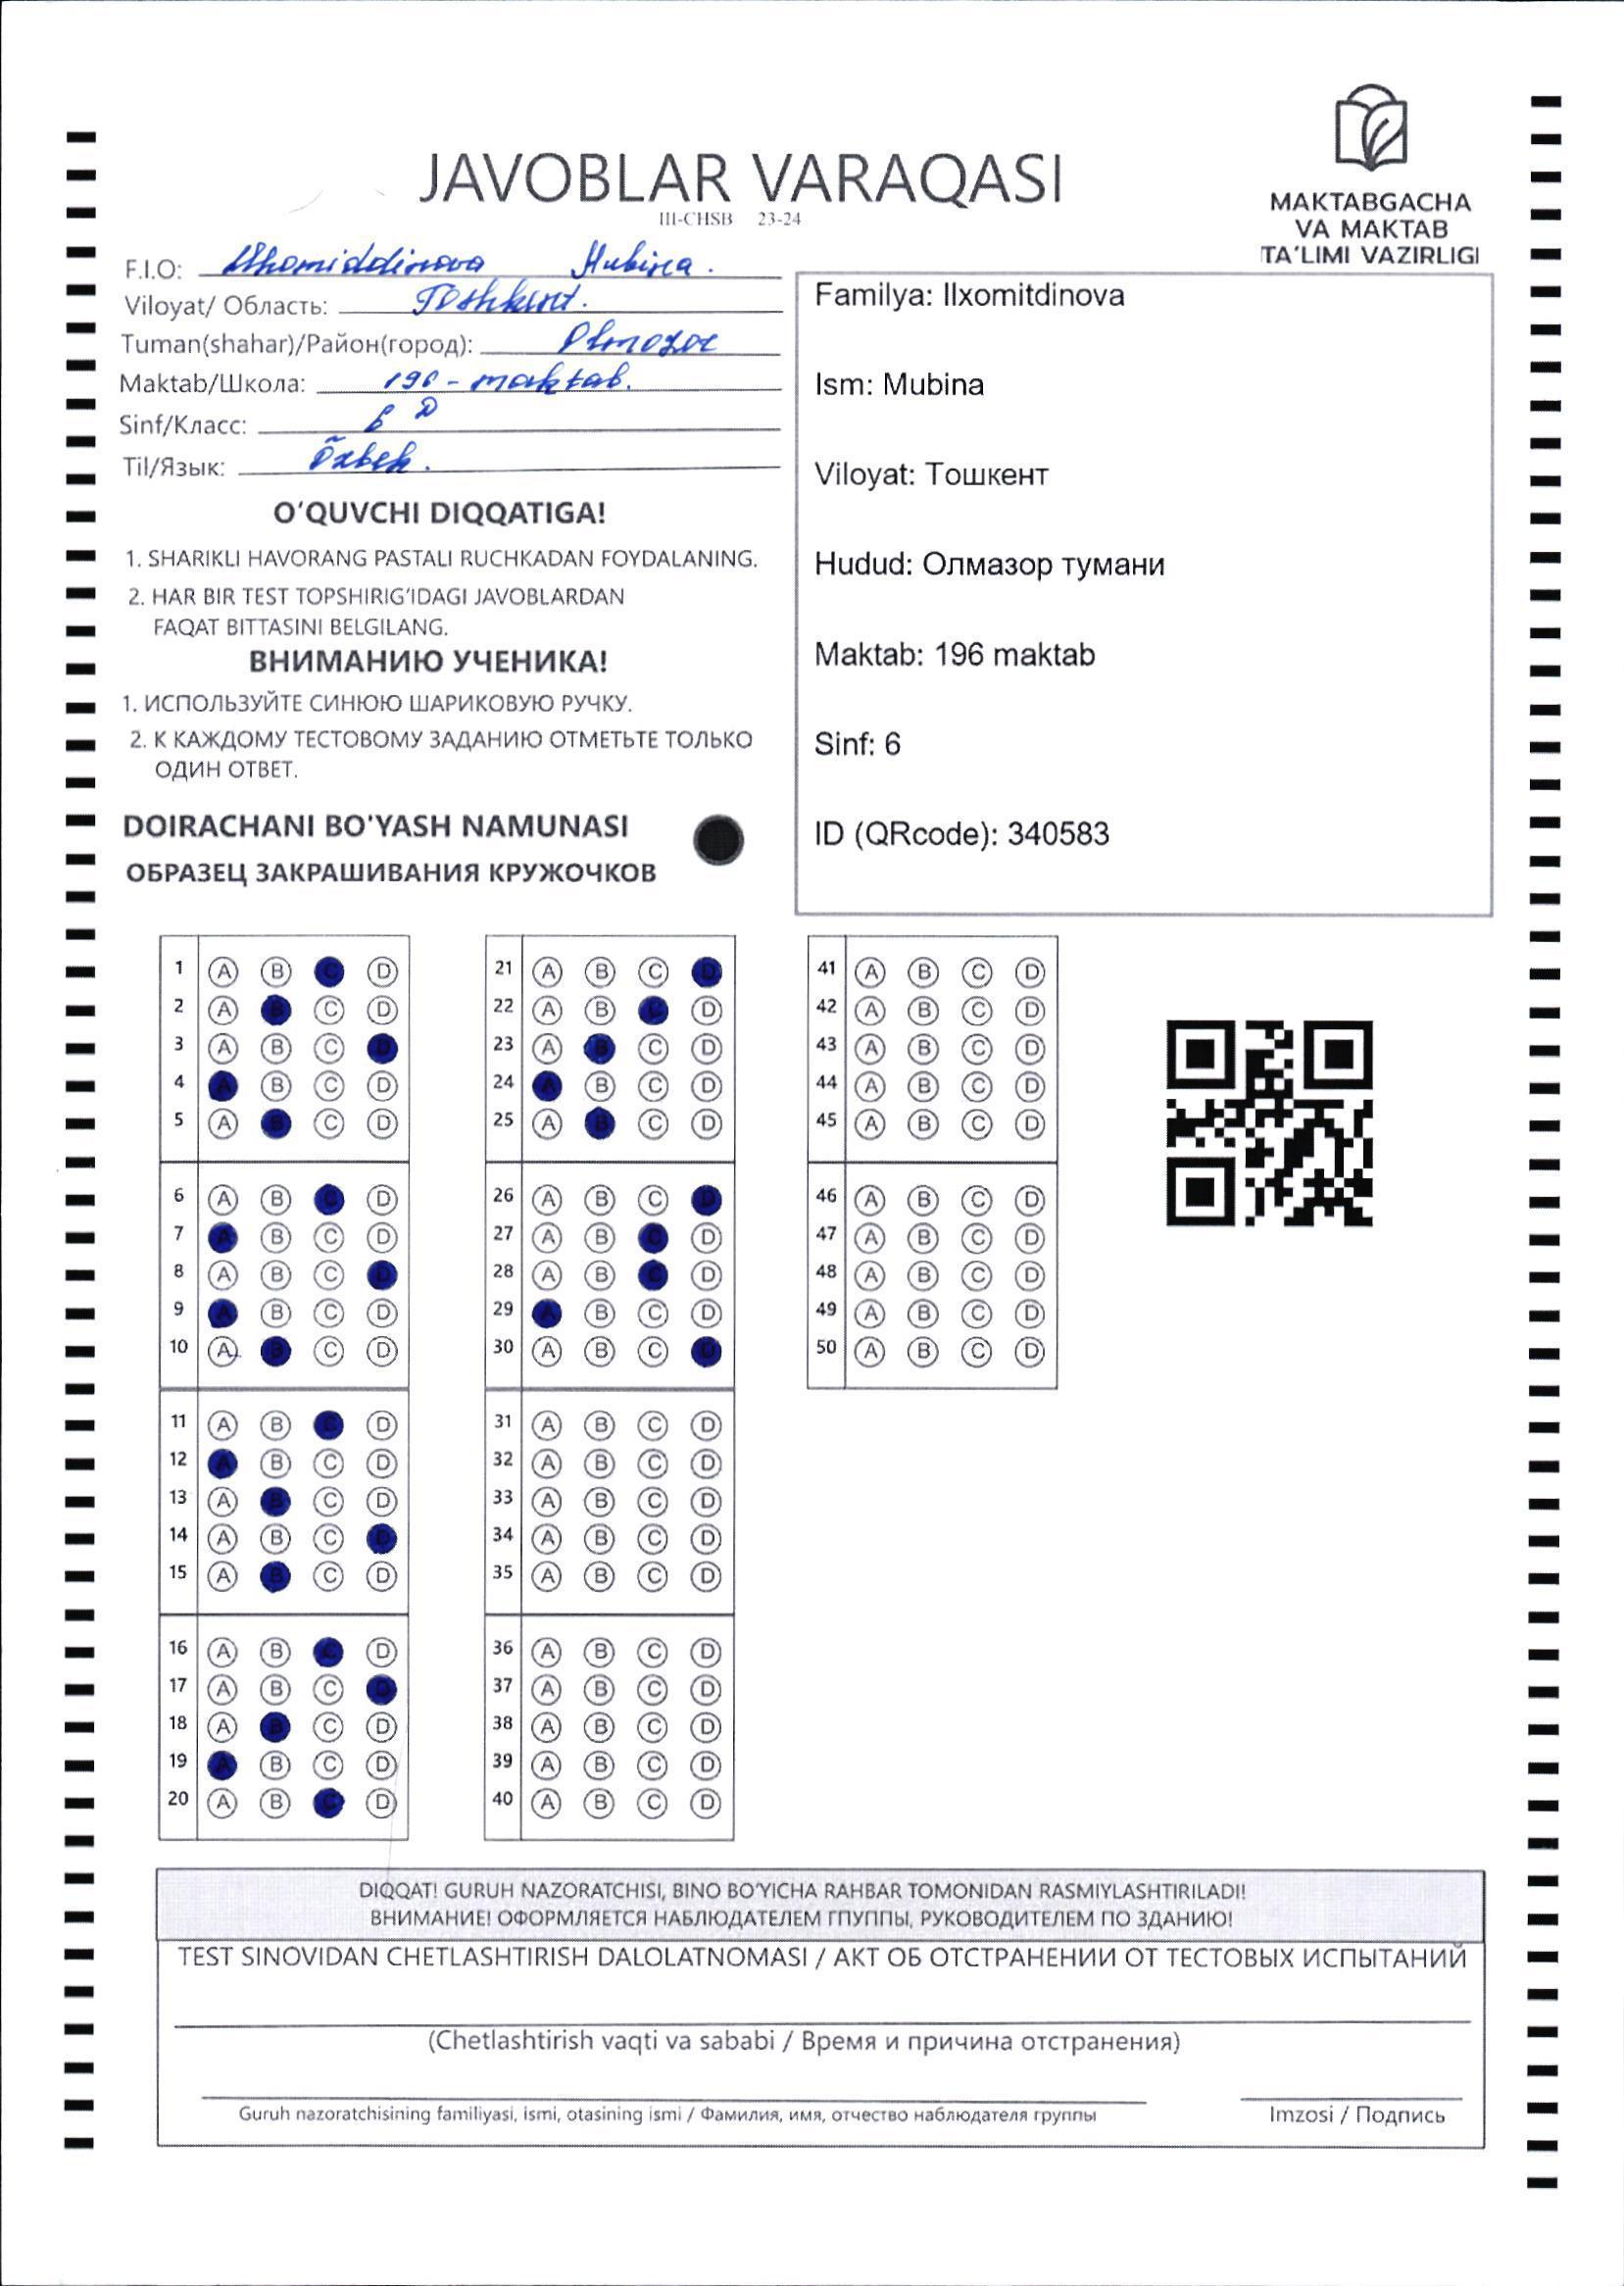 JAVOBLAR VARAQASI
III-CHSB 23-24
MAKTABGACHA
VA MAKTAB
TA'LIMI VAZIRLIGI
F.I.O: Ilhomiddinova Mubina.
Viloyat/ Область: Toshkent.
Tuman(shahar)/Район(город): Olmozor
Maktab/Школа: 196 - maktab.
Sinf/Класс: 6 D
Til/Язык: Õzbek.
O'QUVCHI DIQQATIGA!
1. SHARIKLI HAVORANG PASTALI RUCHKADAN FOYDALANING.
2. HAR BIR TEST TOPSHIRIG'IDAGI JAVOBLARDAN
FAQAT BITTASINI BELGILANG.
ВНИМАНИЮ УЧЕНИКА!
1. ИСПОЛЬЗУЙТЕ СИНЮЮ ШАРИКОВУЮ РУЧКУ.
2. К КАЖДОМУ ТЕСТОВОМУ ЗАДАНИЮ ОТМЕТЬТЕ ТОЛЬКО
ОДИН ОТВЕТ.
DOIRACHANI BO'YASH NAMUNASI
ОБРАЗЕЦ ЗАКРАШИВАНИЯ КРУЖОЧКОВ
Familya: Ilxomitdinova
Ism: Mubina
Viloyat: Тошкент
Hudud: Олмазор тумани
Maktab: 196 maktab
Sinf: 6
ID (QRcode): 340583
1 A B C D
2 A B C D
3 A B C D
4 A B C D
5 A B C D
6 A B C D
7 A B C D
8 A B C D
9 A B C D
10 A B C D
11 A B C D
12 A B C D
13 A B C D
14 A B C D
15 A B C D
16 A B C D
17 A B C D
18 A B C D
19 A B C D
20 A B C D
21 A B C D
22 A B C D
23 A B C D
24 A B C D
25 A B C D
26 A B C D
27 A B C D
28 A B C D
29 A B C D
30 A B C D
31 A B C D
32 A B C D
33 A B C D
34 A B C D
35 A B C D
36 A B C D
37 A B C D
38 A B C D
39 A B C D
40 A B C D
41 A B C D
42 A B C D
43 A B C D
44 A B C D
45 A B C D
46 A B C D
47 A B C D
48 A B C D
49 A B C D
50 A B C D
DIQQAT! GURUH NAZORATCHISI, BINO BO'YICHA RAHBAR TOMONIDAN RASMIYLASHTIRILADI!
ВНИМАНИЕ! ОФОРМЛЯЕТСЯ НАБЛЮДАТЕЛЕМ ГПУППЫ, РУКОВОДИТЕЛЕМ ПО ЗДАНИЮ!
TEST SINOVIDAN CHETLASHTIRISH DALOLATNOMASI / АКТ ОБ ОТСТРАНЕНИИ ОТ ТЕСТОВЫХ ИСПЫТАНИЙ
(Chetlashtirish vaqti va sababi / Время и причина отстранения)
Guruh nazoratchisining familiyasi, ismi, otasining ismi / Фамилия, имя, отчество наблюдателя группы
Imzosi / Подпись